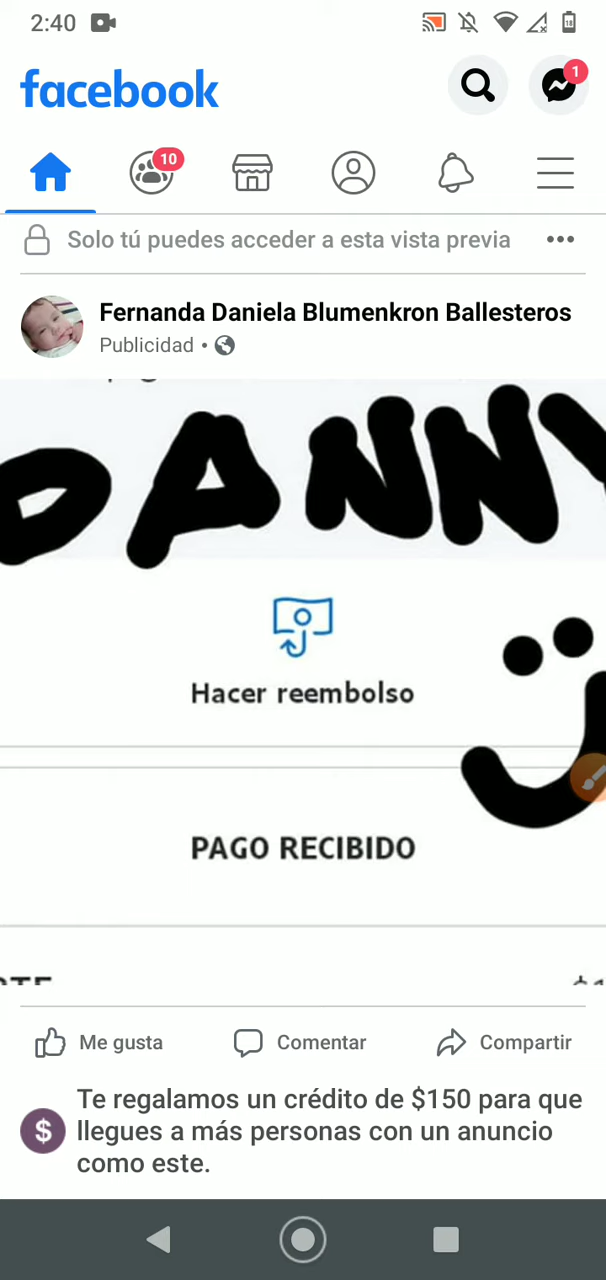 2:40
18
facebook
1
10
Solo tú puedes acceder a esta vista previa
Fernanda Daniela Blumenkron Ballesteros
Publicidad •
DANNY
Hacer reembolso
PAGO RECIBIDO
Me gusta Comentar Compartir
$ Te regalamos un crédito de $150 para que
llegues a más personas con un anuncio
como este.